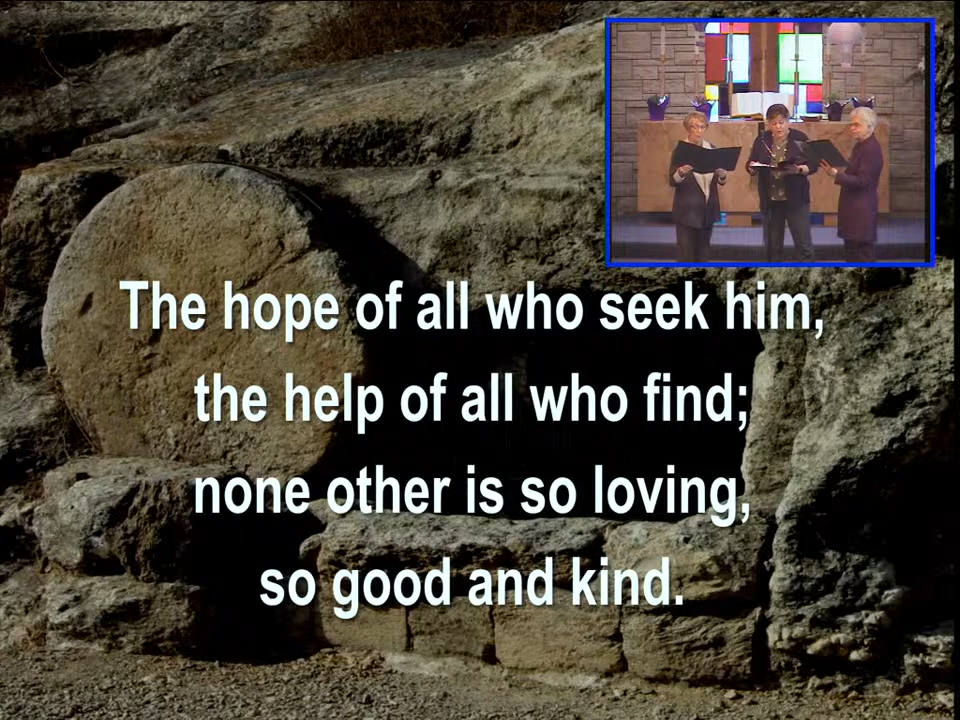 The hope of all who seek him,
the help of all who find;
none other is so loving,
so good and kind.